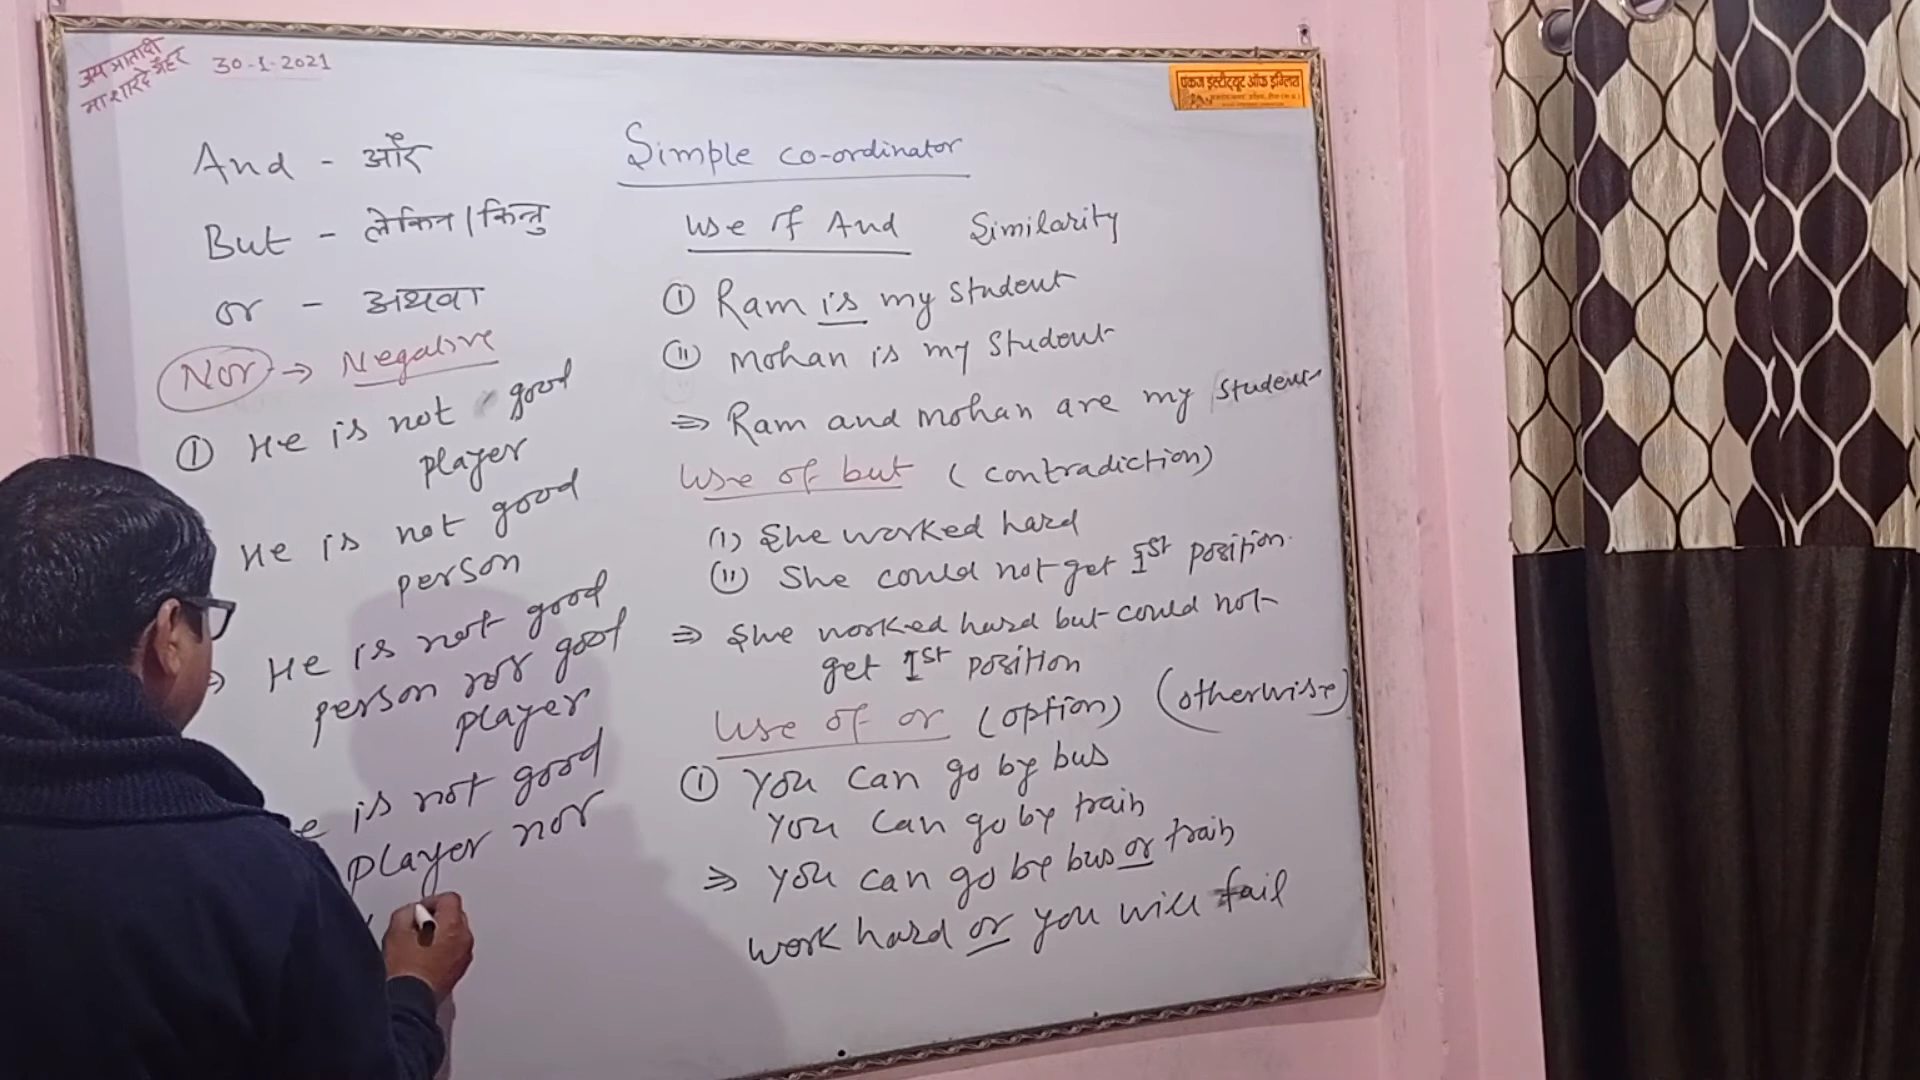 30-1-2021
पंकज इंस्टीट्यूट ऑफ इंग्लिश
And - और
But - लेकिन / किन्तु
or - अथवा
Nor → Negative
① He is not good
player
He is not good
person
⇒ He is not good
person nor good
player
e is not good
player nor
Simple co-ordinator
Use of And Similarity
① Ram is my student
② Mohan is my student
⇒ Ram and Mohan are my student
Use of but (contradiction)
(I) She worked hard
(II) She could not get Ist position.
⇒ She worked hard but could not
get Ist position
Use of or (option) (otherwise)
① You can go by bus
You can go by train
⇒ You can go by bus or train
work hard or you will fail